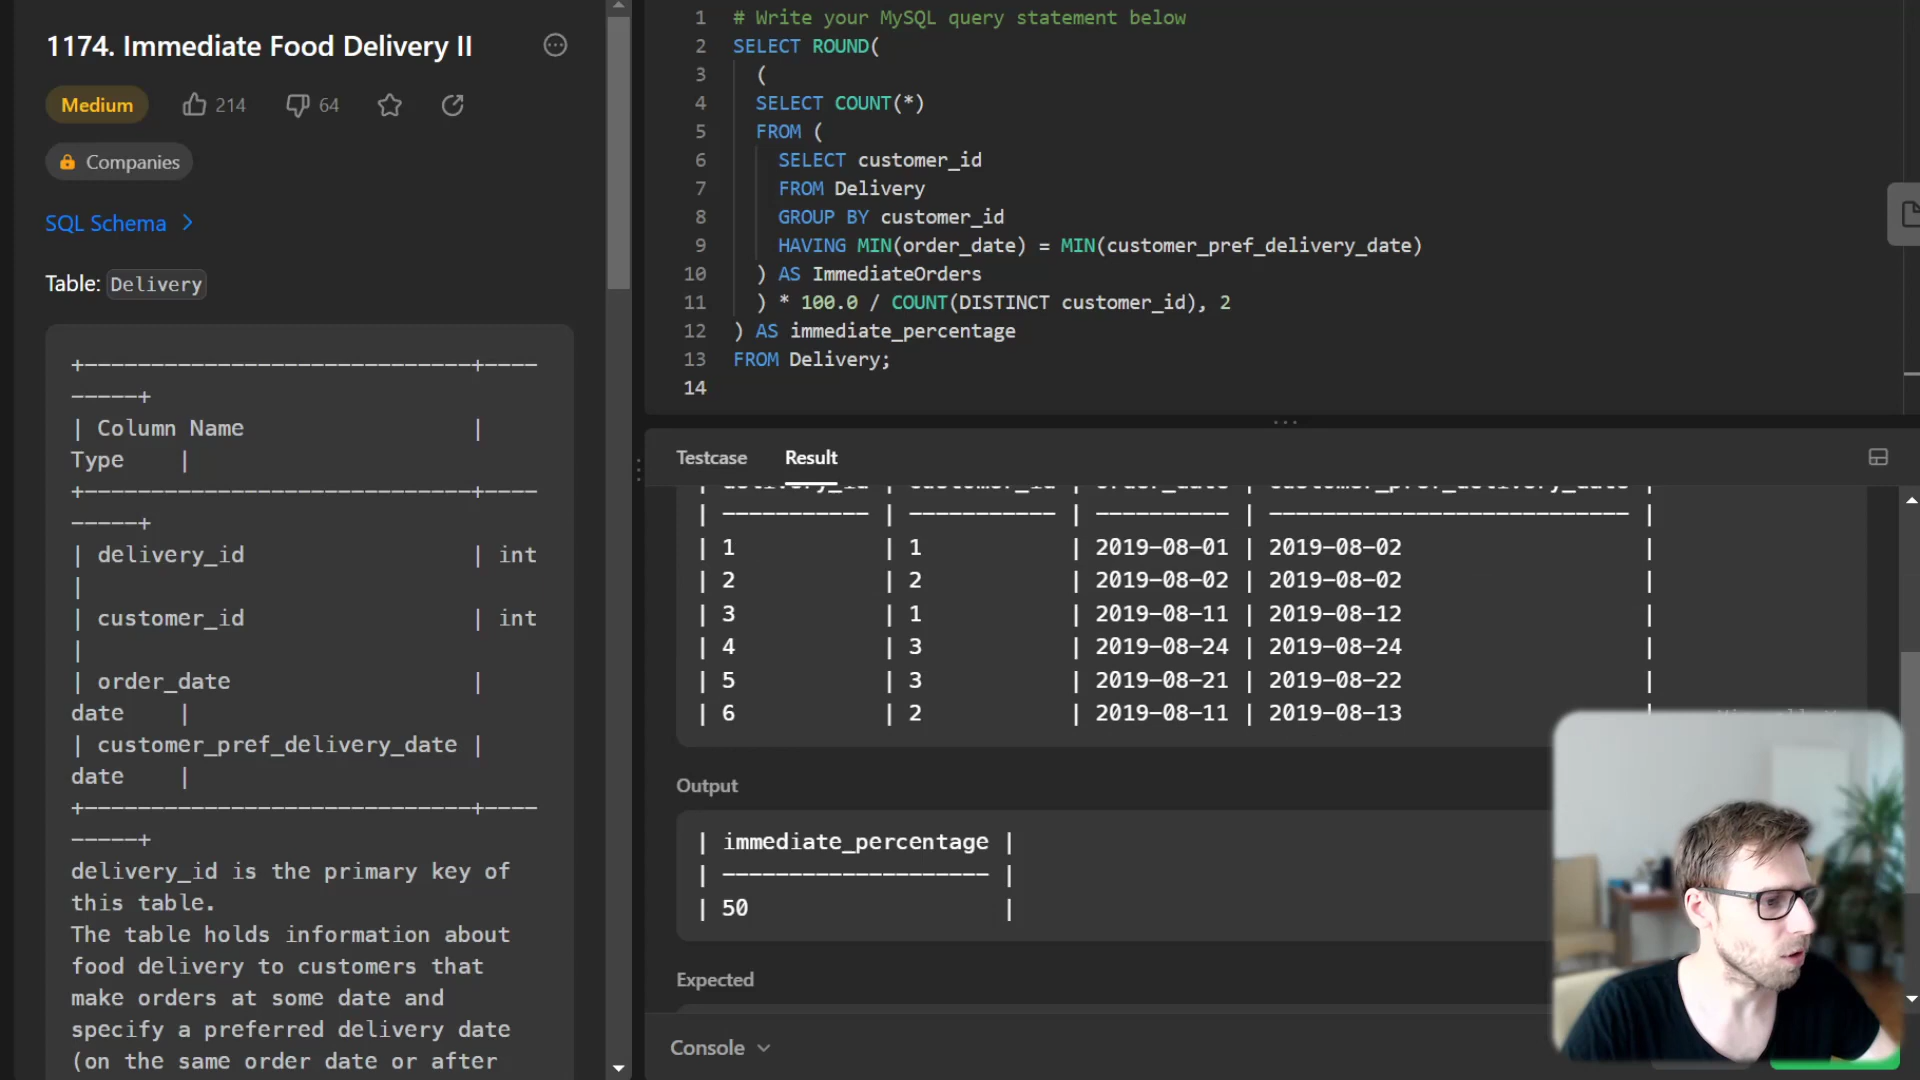 1174. Immediate Food Delivery II
Medium
214
64
Companies
SQL Schema
Table: Delivery
+------------------------------+----
------+
| Column Name                  |
Type    |
+------------------------------+----
------+
| delivery_id                  | int
|
| customer_id                  | int
|
| order_date                   |
date    |
| customer_pref_delivery_date |
date    |
+------------------------------+----
------+
delivery_id is the primary key of
this table.
The table holds information about
food delivery to customers that
make orders at some date and
specify a preferred delivery date
(on the same order date or after
1 # Write your MySQL query statement below
2 SELECT ROUND(
3 (
4 SELECT COUNT(*)
5 FROM (
6 SELECT customer_id
7 FROM Delivery
8 GROUP BY customer_id
9 HAVING MIN(order_date) = MIN(customer_pref_delivery_date)
10 ) AS ImmediateOrders
11 ) * 100.0 / COUNT(DISTINCT customer_id), 2
12 ) AS immediate_percentage
13 FROM Delivery;
14
Testcase
Result
| delivery_id | customer_id | order_date | customer_pref_delivery_date |
| ----------- | ----------- | ---------- | --------------------------- |
| 1 | 1 | 2019-08-01 | 2019-08-02 |
| 2 | 2 | 2019-08-02 | 2019-08-02 |
| 3 | 1 | 2019-08-11 | 2019-08-12 |
| 4 | 3 | 2019-08-24 | 2019-08-24 |
| 5 | 3 | 2019-08-21 | 2019-08-22 |
| 6 | 2 | 2019-08-11 | 2019-08-13 |
Output
| immediate_percentage |
| -------------------- |
| 50 |
Expected
Console